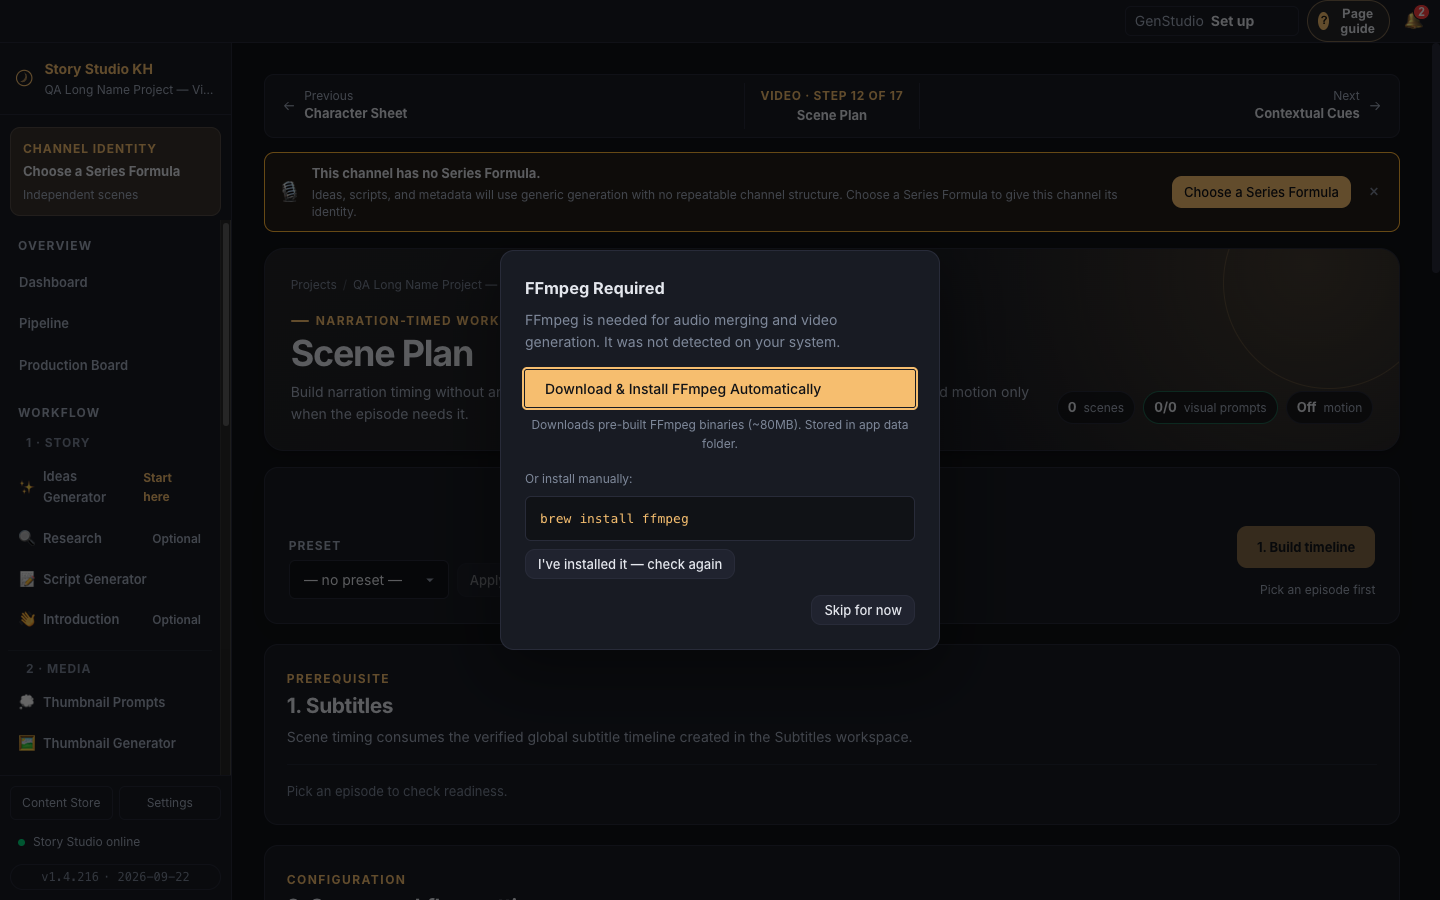 GenStudio Set up
Page guide
2
Story Studio KH
QA Long Name Project — Vi...
CHANNEL IDENTITY
Choose a Series Formula
Independent scenes
OVERVIEW
Dashboard
Pipeline
Production Board
WORKFLOW
1 · STORY
Ideas Generator
Start here
Research
Optional
Script Generator
Introduction
Optional
2 · MEDIA
Thumbnail Prompts
Thumbnail Generator
Content Store
Settings
Story Studio online
v1.4.216 · 2026-09-22
← Previous
Character Sheet
VIDEO · STEP 12 OF 17
Scene Plan
Next →
Contextual Cues
This channel has no Series Formula.
Ideas, scripts, and metadata will use generic generation with no repeatable channel structure. Choose a Series Formula to give this channel its
identity.
Choose a Series Formula
×
Projects / QA Long Name Project —
NARRATION-TIMED WORK
Scene Plan
Build narration timing without an
d motion only
when the episode needs it.
0 scenes
0/0 visual prompts
Off motion
PRESET
— no preset —
Apply
1. Build timeline
Pick an episode first
PREREQUISITE
1. Subtitles
Scene timing consumes the verified global subtitle timeline created in the Subtitles workspace.
Pick an episode to check readiness.
CONFIGURATION
FFmpeg Required
FFmpeg is needed for audio merging and video
generation. It was not detected on your system.
Download & Install FFmpeg Automatically
Downloads pre-built FFmpeg binaries (~80MB). Stored in app data
folder.
Or install manually:
brew install ffmpeg
I've installed it — check again
Skip for now